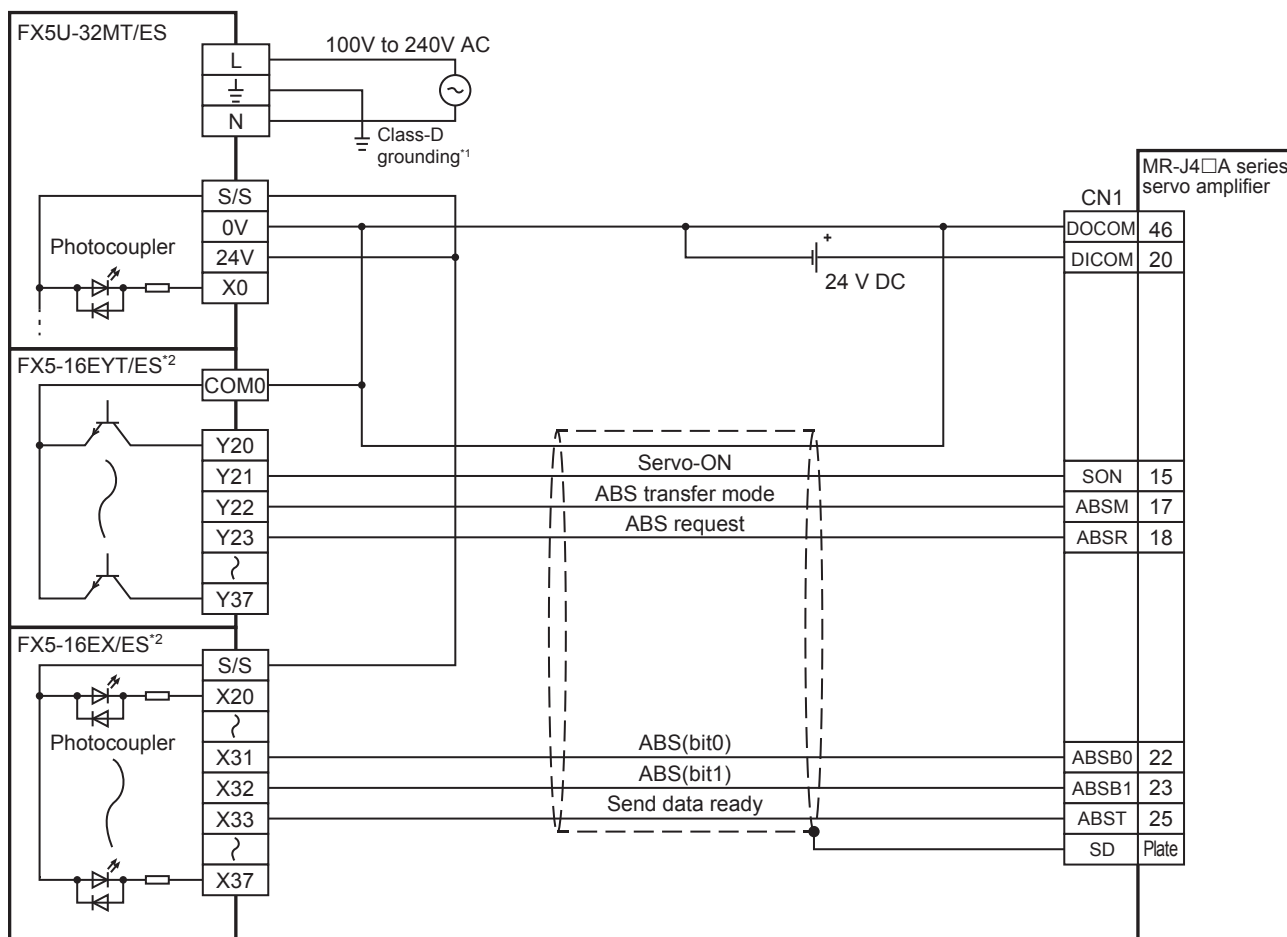 FX5U-32MT/ES
L
N
100V to 240V AC
Class-D
grounding*1
S/S
0V
24V
X0
Photocoupler
24 V DC
+
MR-J4□A series
servo amplifier
CN1
DOCOM 46
DICOM 20
FX5-16EYT/ES*2
COM0
Y20
Y21 Servo-ON SON 15
Y22 ABS transfer mode ABSM 17
Y23 ABS request ABSR 18
Y37
FX5-16EX/ES*2
S/S
X20
Photocoupler
X31 ABS(bit0) ABSB0 22
X32 ABS(bit1) ABSB1 23
X33 Send data ready ABST 25
SD Plate
X37